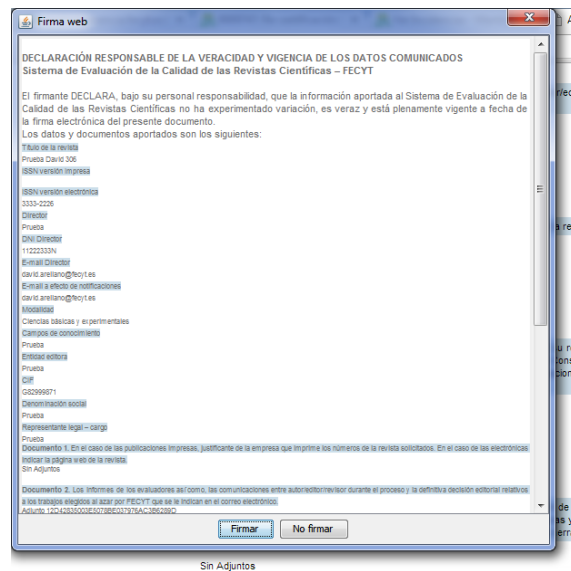 Firma web
DECLARACIÓN RESPONSABLE DE LA VERACIDAD Y VIGENCIA DE LOS DATOS COMUNICADOS
Sistema de Evaluación de la Calidad de las Revistas Científicas – FECYT
El firmante DECLARA, bajo su personal responsabilidad, que la información aportada al Sistema de Evaluación de la
Calidad de las Revistas Científicas no ha experimentado variación, es veraz y está plenamente vigente a fecha de
la firma electrónica del presente documento.
Los datos y documentos aportados son los siguientes:
Título de la revista
Prueba David 306
ISSN versión impresa
ISSN versión electrónica
3333-2226
Director
Prueba
DNI Director
11222333N
E-mail Director
david.arellano@fecyt.es
E-mail a efecto de notificaciones
david.arellano@fecyt.es
Modalidad
Ciencias básicas y experimentales
Campos de conocimiento
Prueba
Entidad editora
Prueba
CIF
G82999871
Denominación social
Prueba
Representante legal – cargo
Prueba
Documento 1. En el caso de las publicaciones impresas, justificante de la empresa que imprime los números de la revista solicitados. En el caso de las electrónicas
indicar la página web de la revista.
Sin Adjuntos
Documento 2. Los informes de los evaluadores así como, las comunicaciones entre autor/editor/revisor durante el proceso y la definitiva decisión editorial relativos
a los trabajos elegidos al azar por FECYT que se le indican en el correo electrónico.
Adjunto 12D42835003E5078BE037976AC3B6289D
Firmar No firmar
Sin Adjuntos